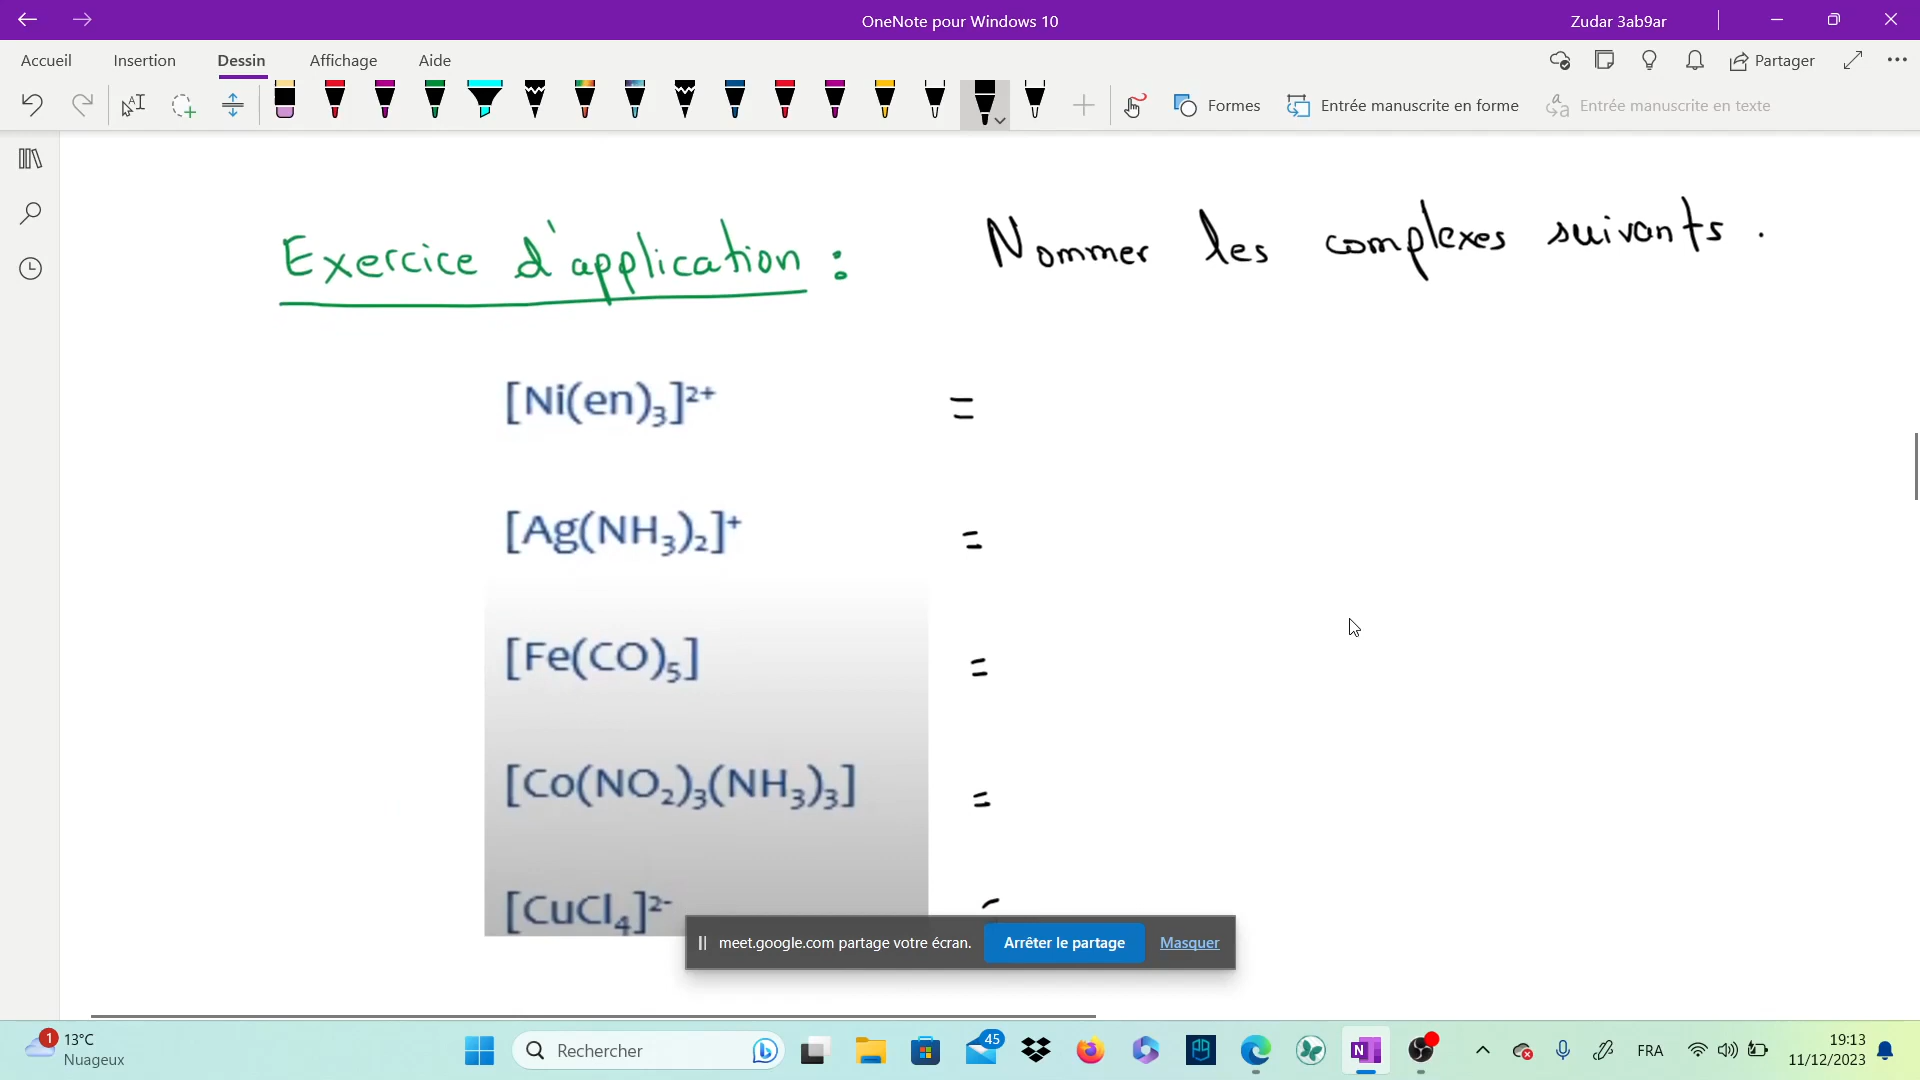 OneNote pour Windows 10
Zudar 3ab9ar
Accueil Insertion Dessin Affichage Aide
Partager
Formes
Entrée manuscrite en forme
Entrée manuscrite en texte
Exercice d'application : Nommer les complexes suivants .
[Ni(en)₃]²⁺ =
[Ag(NH₃)₂]⁺ =
[Fe(CO)₅] =
[Co(NO₂)₃(NH₃)₃] =
[CuCl₄]²⁻
meet.google.com partage votre écran. Arrêter le partage Masquer
1 13°C
Nuageux
Rechercher
45
FRA
19:13
11/12/2023